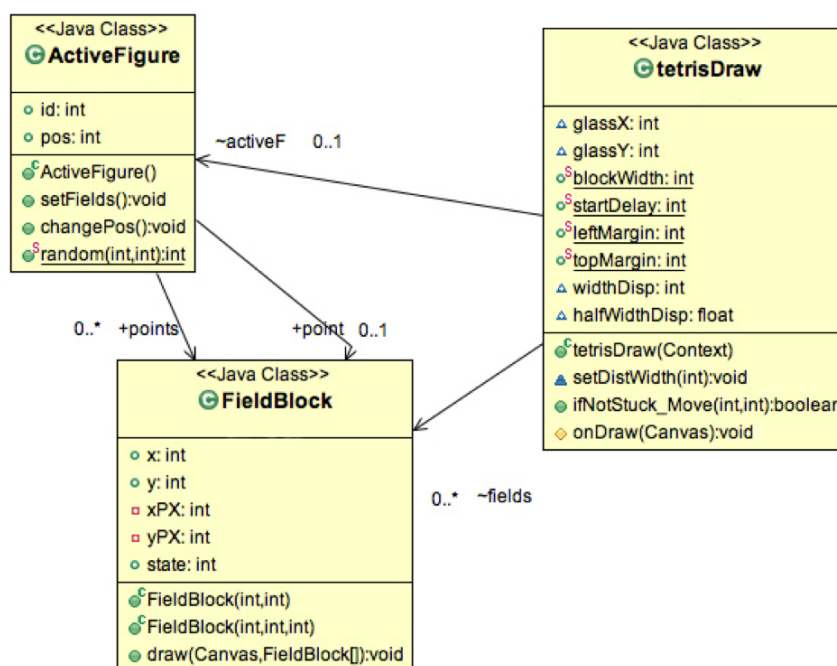 <<Java Class>>
ActiveFigure
id: int
pos: int
ActiveFigure()
setFields():void
changePos():void
random(int,int):int
~activeF 0..1
0..* +points
+point 0..1
<<Java Class>>
tetrisDraw
glassX: int
glassY: int
blockWidth: int
startDelay: int
leftMargin: int
topMargin: int
widthDisp: int
halfWidthDisp: float
tetrisDraw(Context)
setDistWidth(int):void
ifNotStuck_Move(int,int):boolean
onDraw(Canvas):void
<<Java Class>>
FieldBlock
x: int
y: int
xPX: int
yPX: int
state: int
FieldBlock(int,int)
FieldBlock(int,int,int)
draw(Canvas,FieldBlock[]):void
0..* ~fields